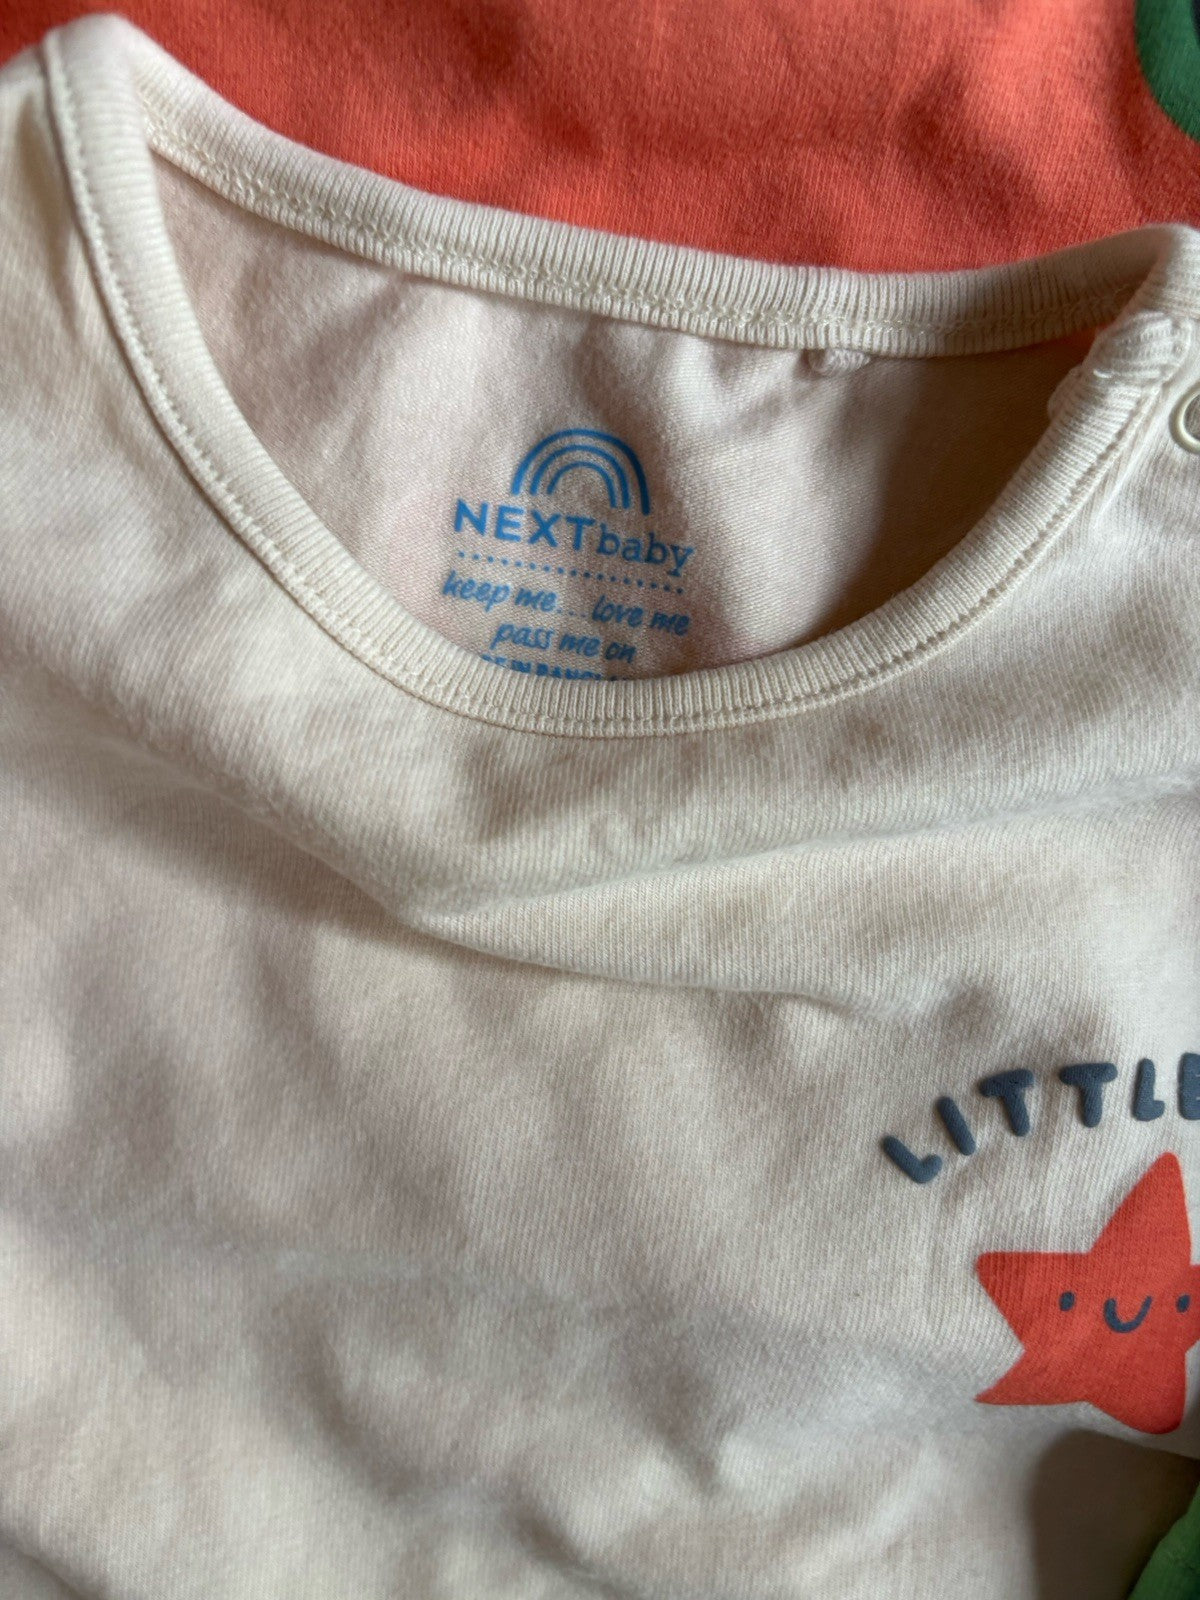 NEXTbaby
keep me... love me
pass me on
LITTLE